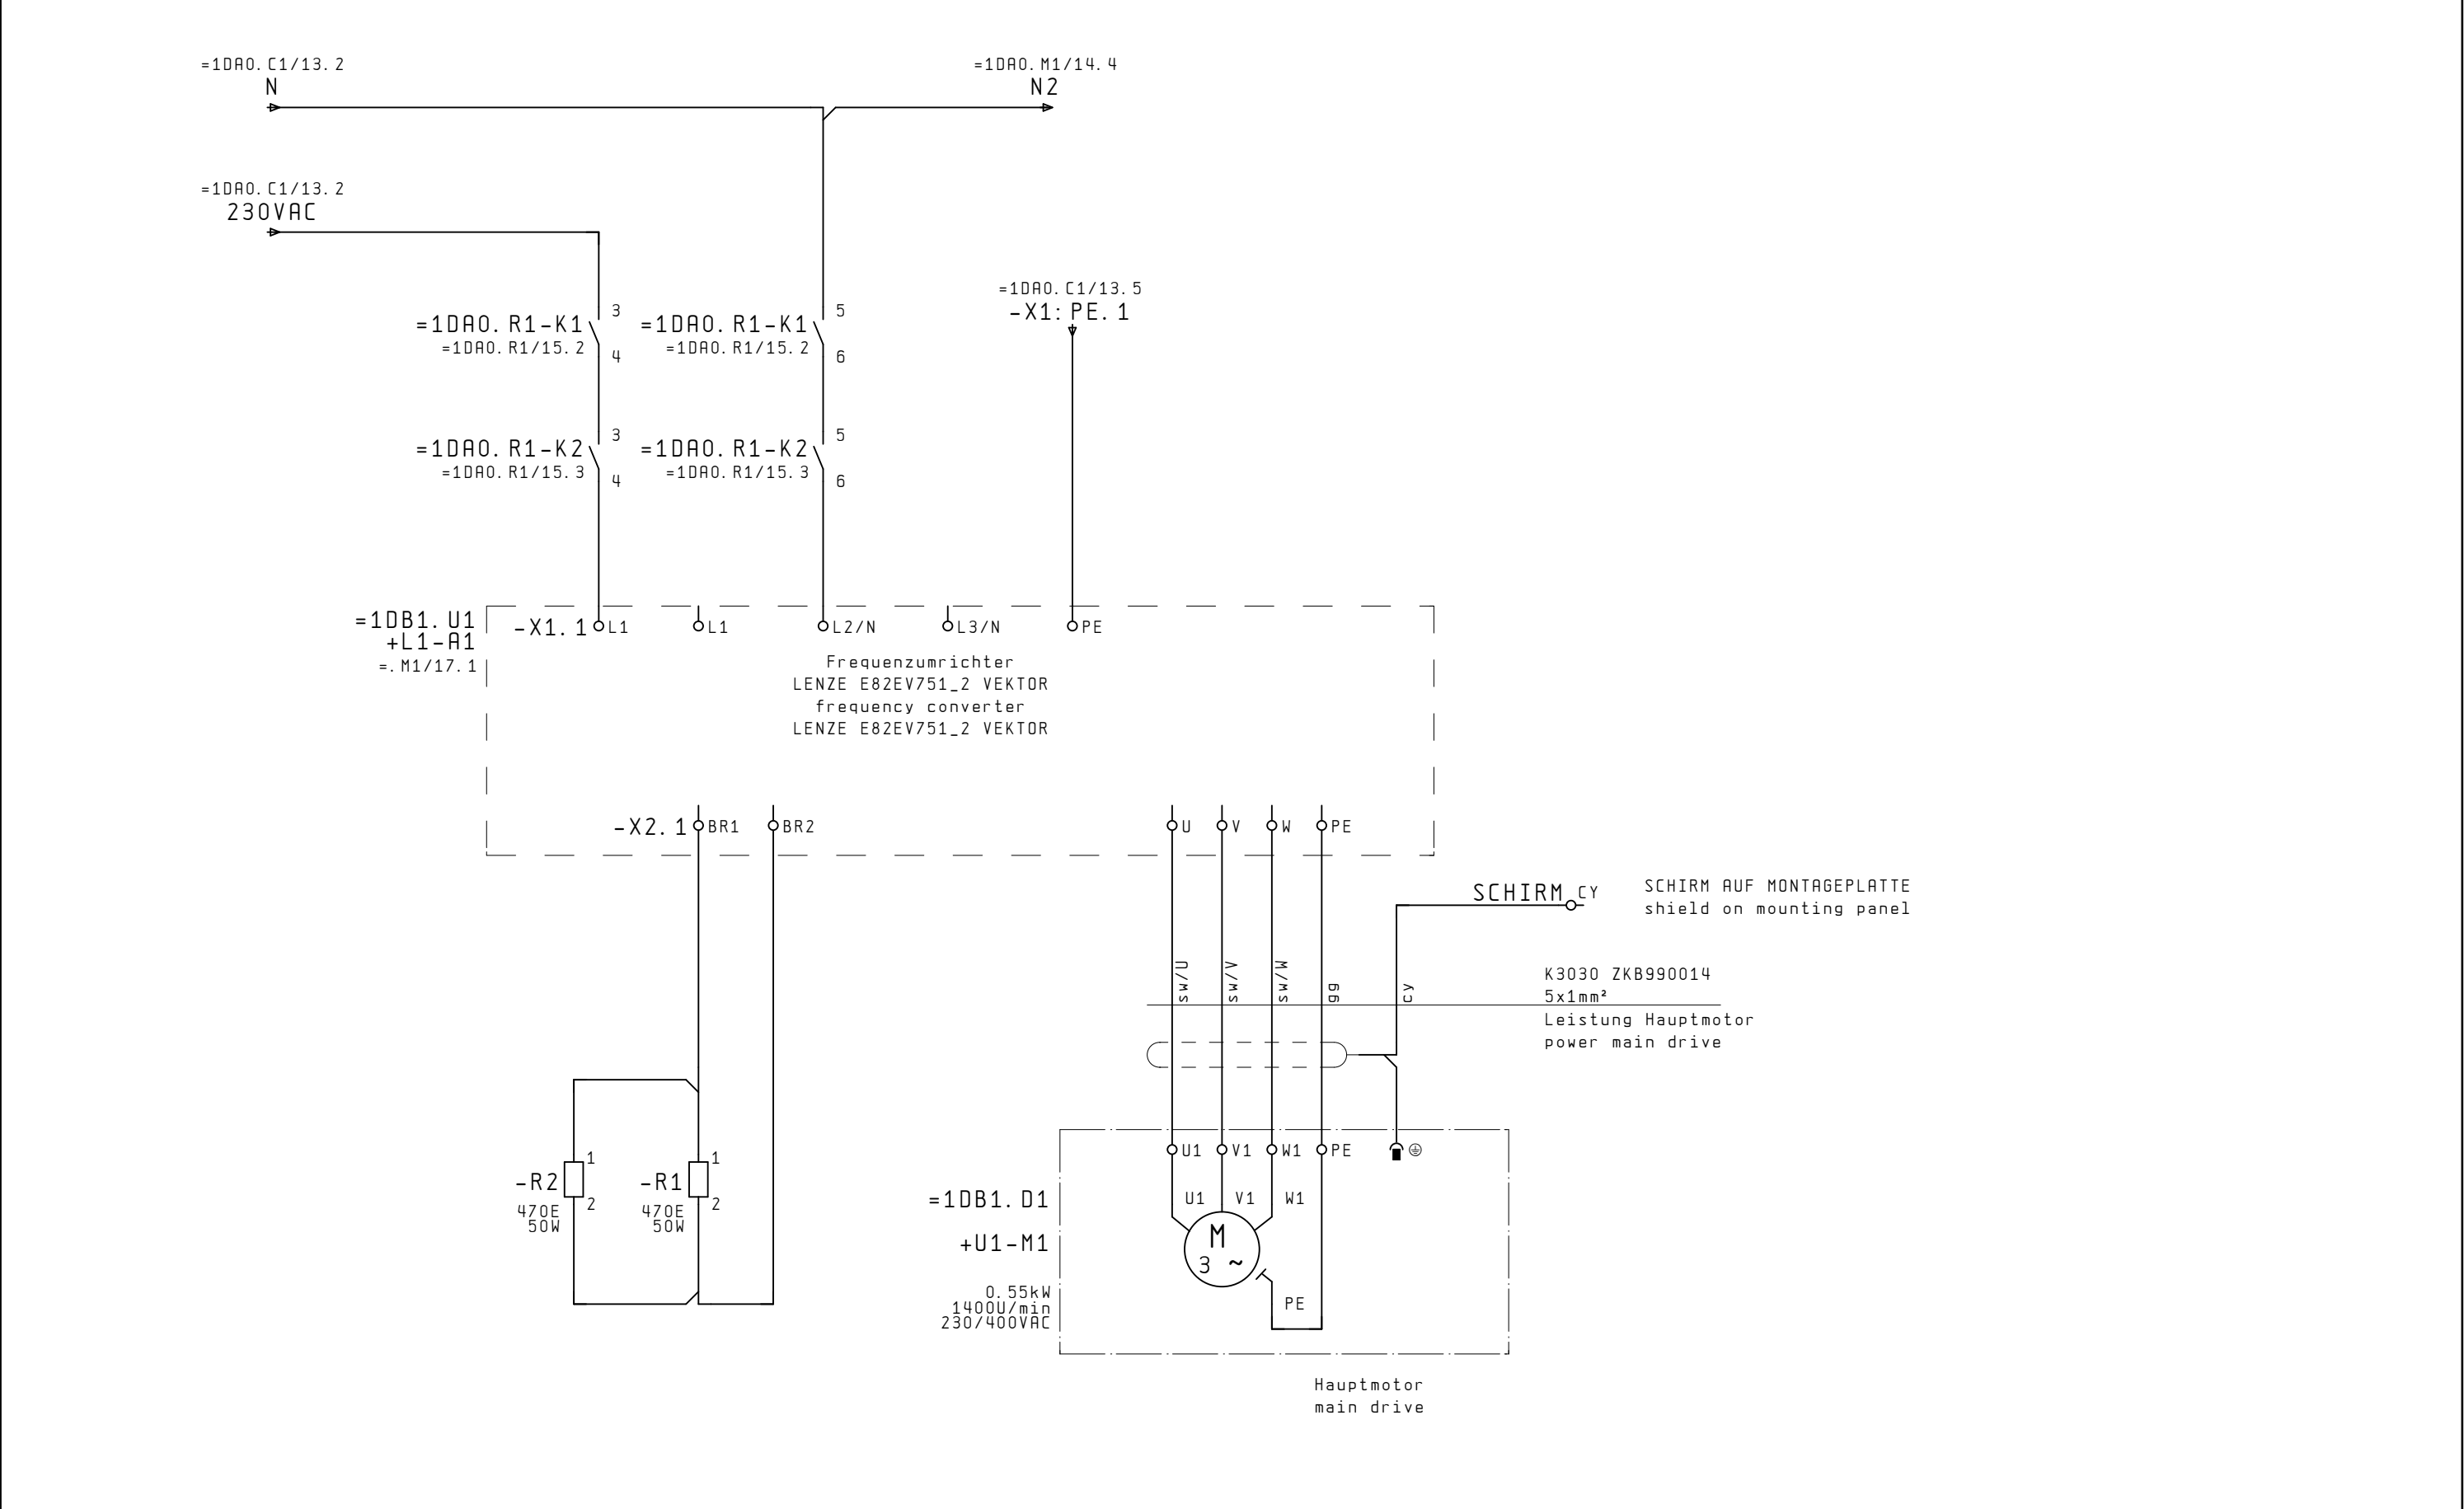 =1DA0.C1/13.2
N
=1DA0.M1/14.4
N2
=1DA0.C1/13.2
230VAC
=1DA0.C1/13.5
-X1:PE.1
=1DA0.R1-K1
=1DA0.R1/15.2
3
4
=1DA0.R1-K1
=1DA0.R1/15.2
5
6
=1DA0.R1-K2
=1DA0.R1/15.3
3
4
=1DA0.R1-K2
=1DA0.R1/15.3
5
6
=1DB1.U1
+L1-A1
=.M1/17.1
-X1.1
L1
L1
L2/N
L3/N
PE
Frequenzumrichter
LENZE E82EV751_2 VEKTOR
frequency converter
LENZE E82EV751_2 VEKTOR
-X2.1
BR1
BR2
U
V
W
PE
SCHIRM
CY
SCHIRM AUF MONTAGEPLATTE
shield on mounting panel
sw/U
sw/V
sw/W
gg
cy
K3030 ZKB990014
5x1mm²
Leistung Hauptmotor
power main drive
-R2
470E
50W
1
2
-R1
470E
50W
1
2
U1
V1
W1
PE
=1DB1.D1
+U1-M1
0.55kW
1400U/min
230/400VAC
U1
V1
W1
M
3 ~
PE
Hauptmotor
main drive